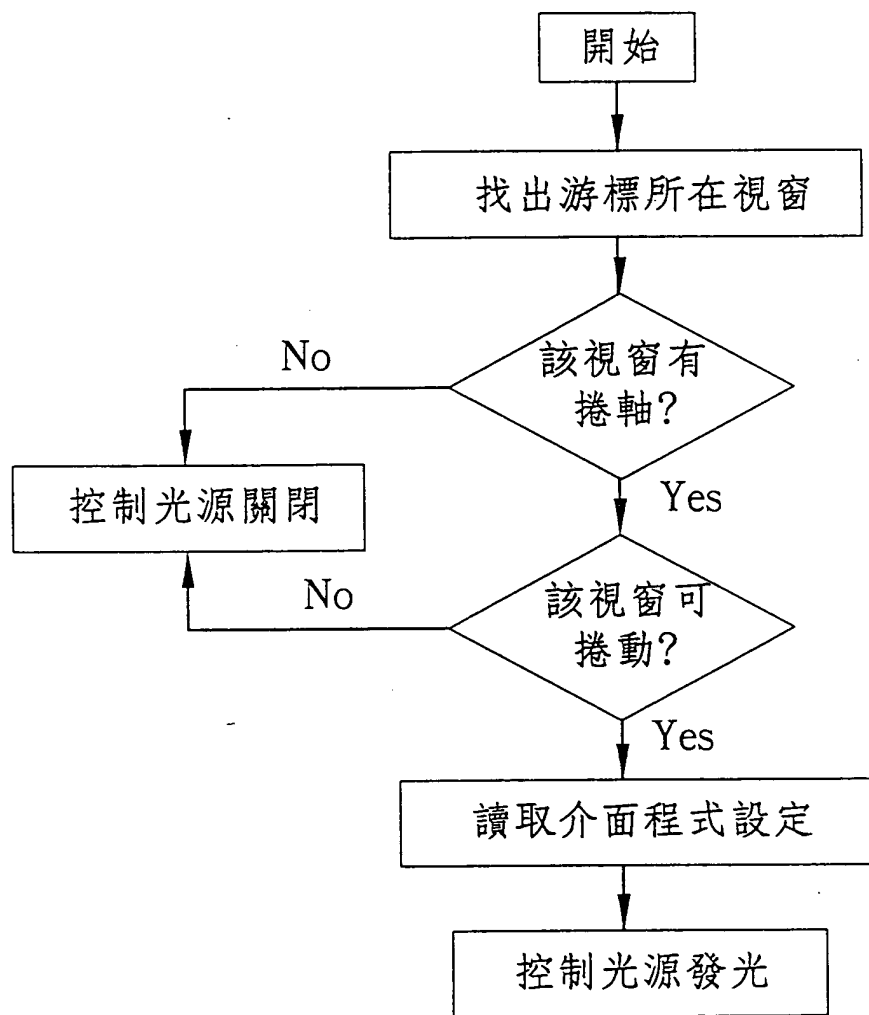 開始
找出游標所在視窗
該視窗有
捲軸?
No
Yes
控制光源關閉
該視窗可
捲動?
No
Yes
讀取介面程式設定
控制光源發光